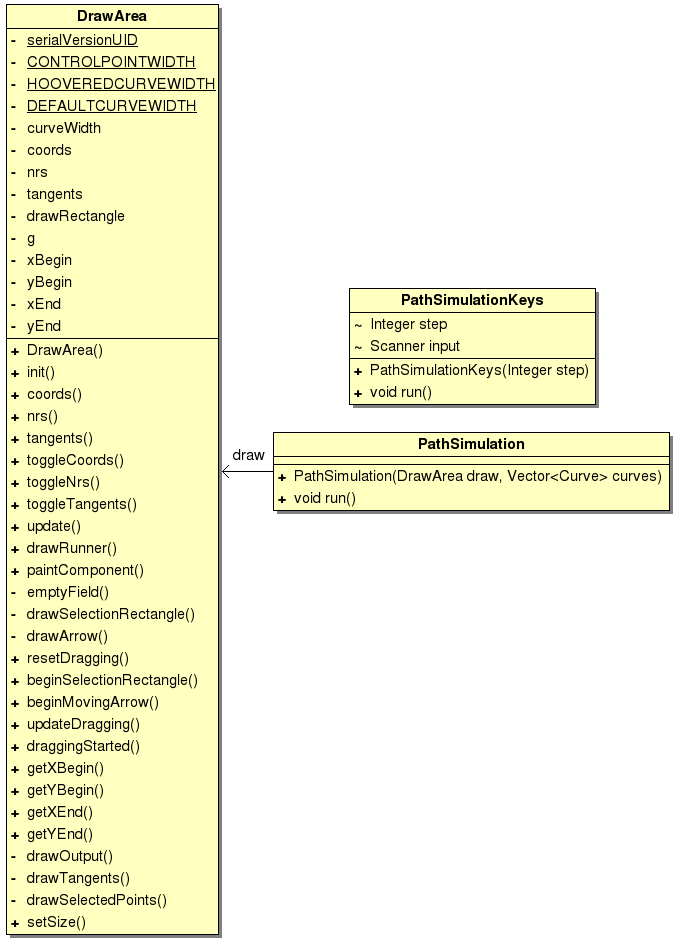 DrawArea
- serialVersionUID
- CONTROLPOINTWIDTH
- HOOVEREDCURVEWIDTH
- DEFAULTCURVEWIDTH
- curveWidth
- coords
- nrs
- tangents
- drawRectangle
- g
- xBegin
- yBegin
- xEnd
- yEnd
+ DrawArea()
+ init()
+ coords()
+ nrs()
+ tangents()
+ toggleCoords()
+ toggleNrs()
+ toggleTangents()
+ update()
+ drawRunner()
+ paintComponent()
- emptyField()
- drawSelectionRectangle()
- drawArrow()
+ resetDragging()
+ beginSelectionRectangle()
+ beginMovingArrow()
+ updateDragging()
+ draggingStarted()
+ getXBegin()
+ getYBegin()
+ getXEnd()
+ getYEnd()
- drawOutput()
- drawTangents()
- drawSelectedPoints()
+ setSize()
PathSimulationKeys
~ Integer step
~ Scanner input
+ PathSimulationKeys(Integer step)
+ void run()
draw
PathSimulation
+ PathSimulation(DrawArea draw, Vector<Curve> curves)
+ void run()